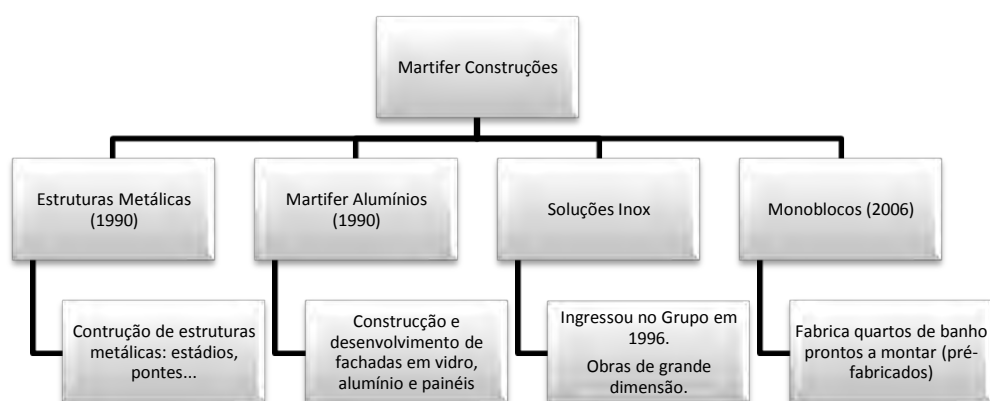 Martifer Construções
Estruturas Metálicas
(1990)
Martifer Alumínios
(1990)
Soluções Inox
Monoblocos (2006)
Contrução de estruturas
metálicas: estádios,
pontes...
Construcção e
desenvolvimento de
fachadas em vidro,
alumínio e painéis
Ingressou no Grupo em
1996.
Obras de grande
dimensão.
Fabrica quartos de banho
prontos a montar (pré-
fabricados)